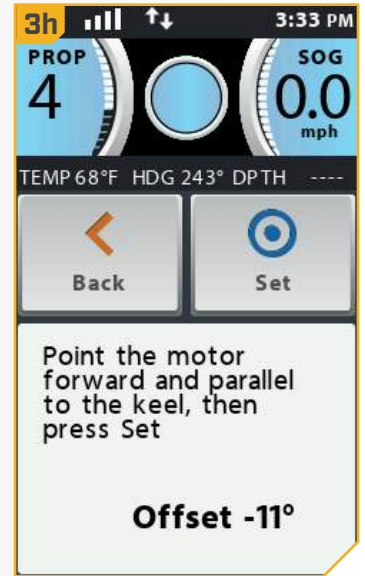 3h 3:33 PM
PROP SOG
4 0.0
mph
TEMP 68°F HDG 243° DPTH ----
Back Set
Point the motor
forward and parallel
to the keel, then
press Set
Offset -11°